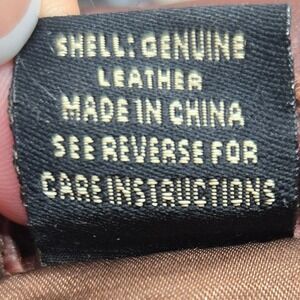 SHELL: GENUINE
LEATHER
MADE IN CHINA
SEE REVERSE FOR
CARE INSTRUCTIONS